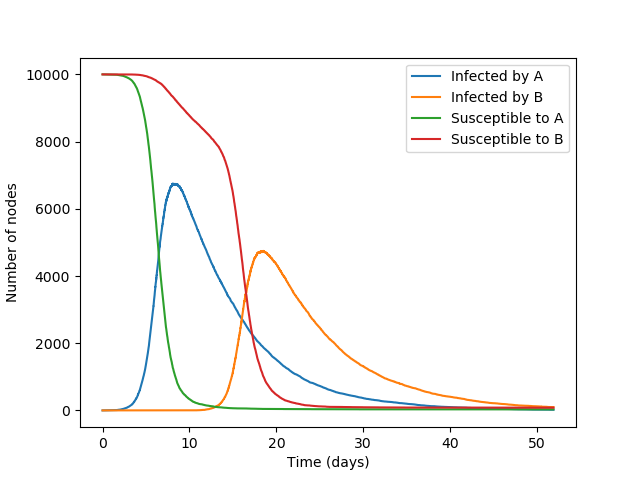 Infected by A
Infected by B
Susceptible to A
Susceptible to B
10000
8000
6000
4000
2000
0
Number of nodes
0 10 20 30 40 50
Time (days)